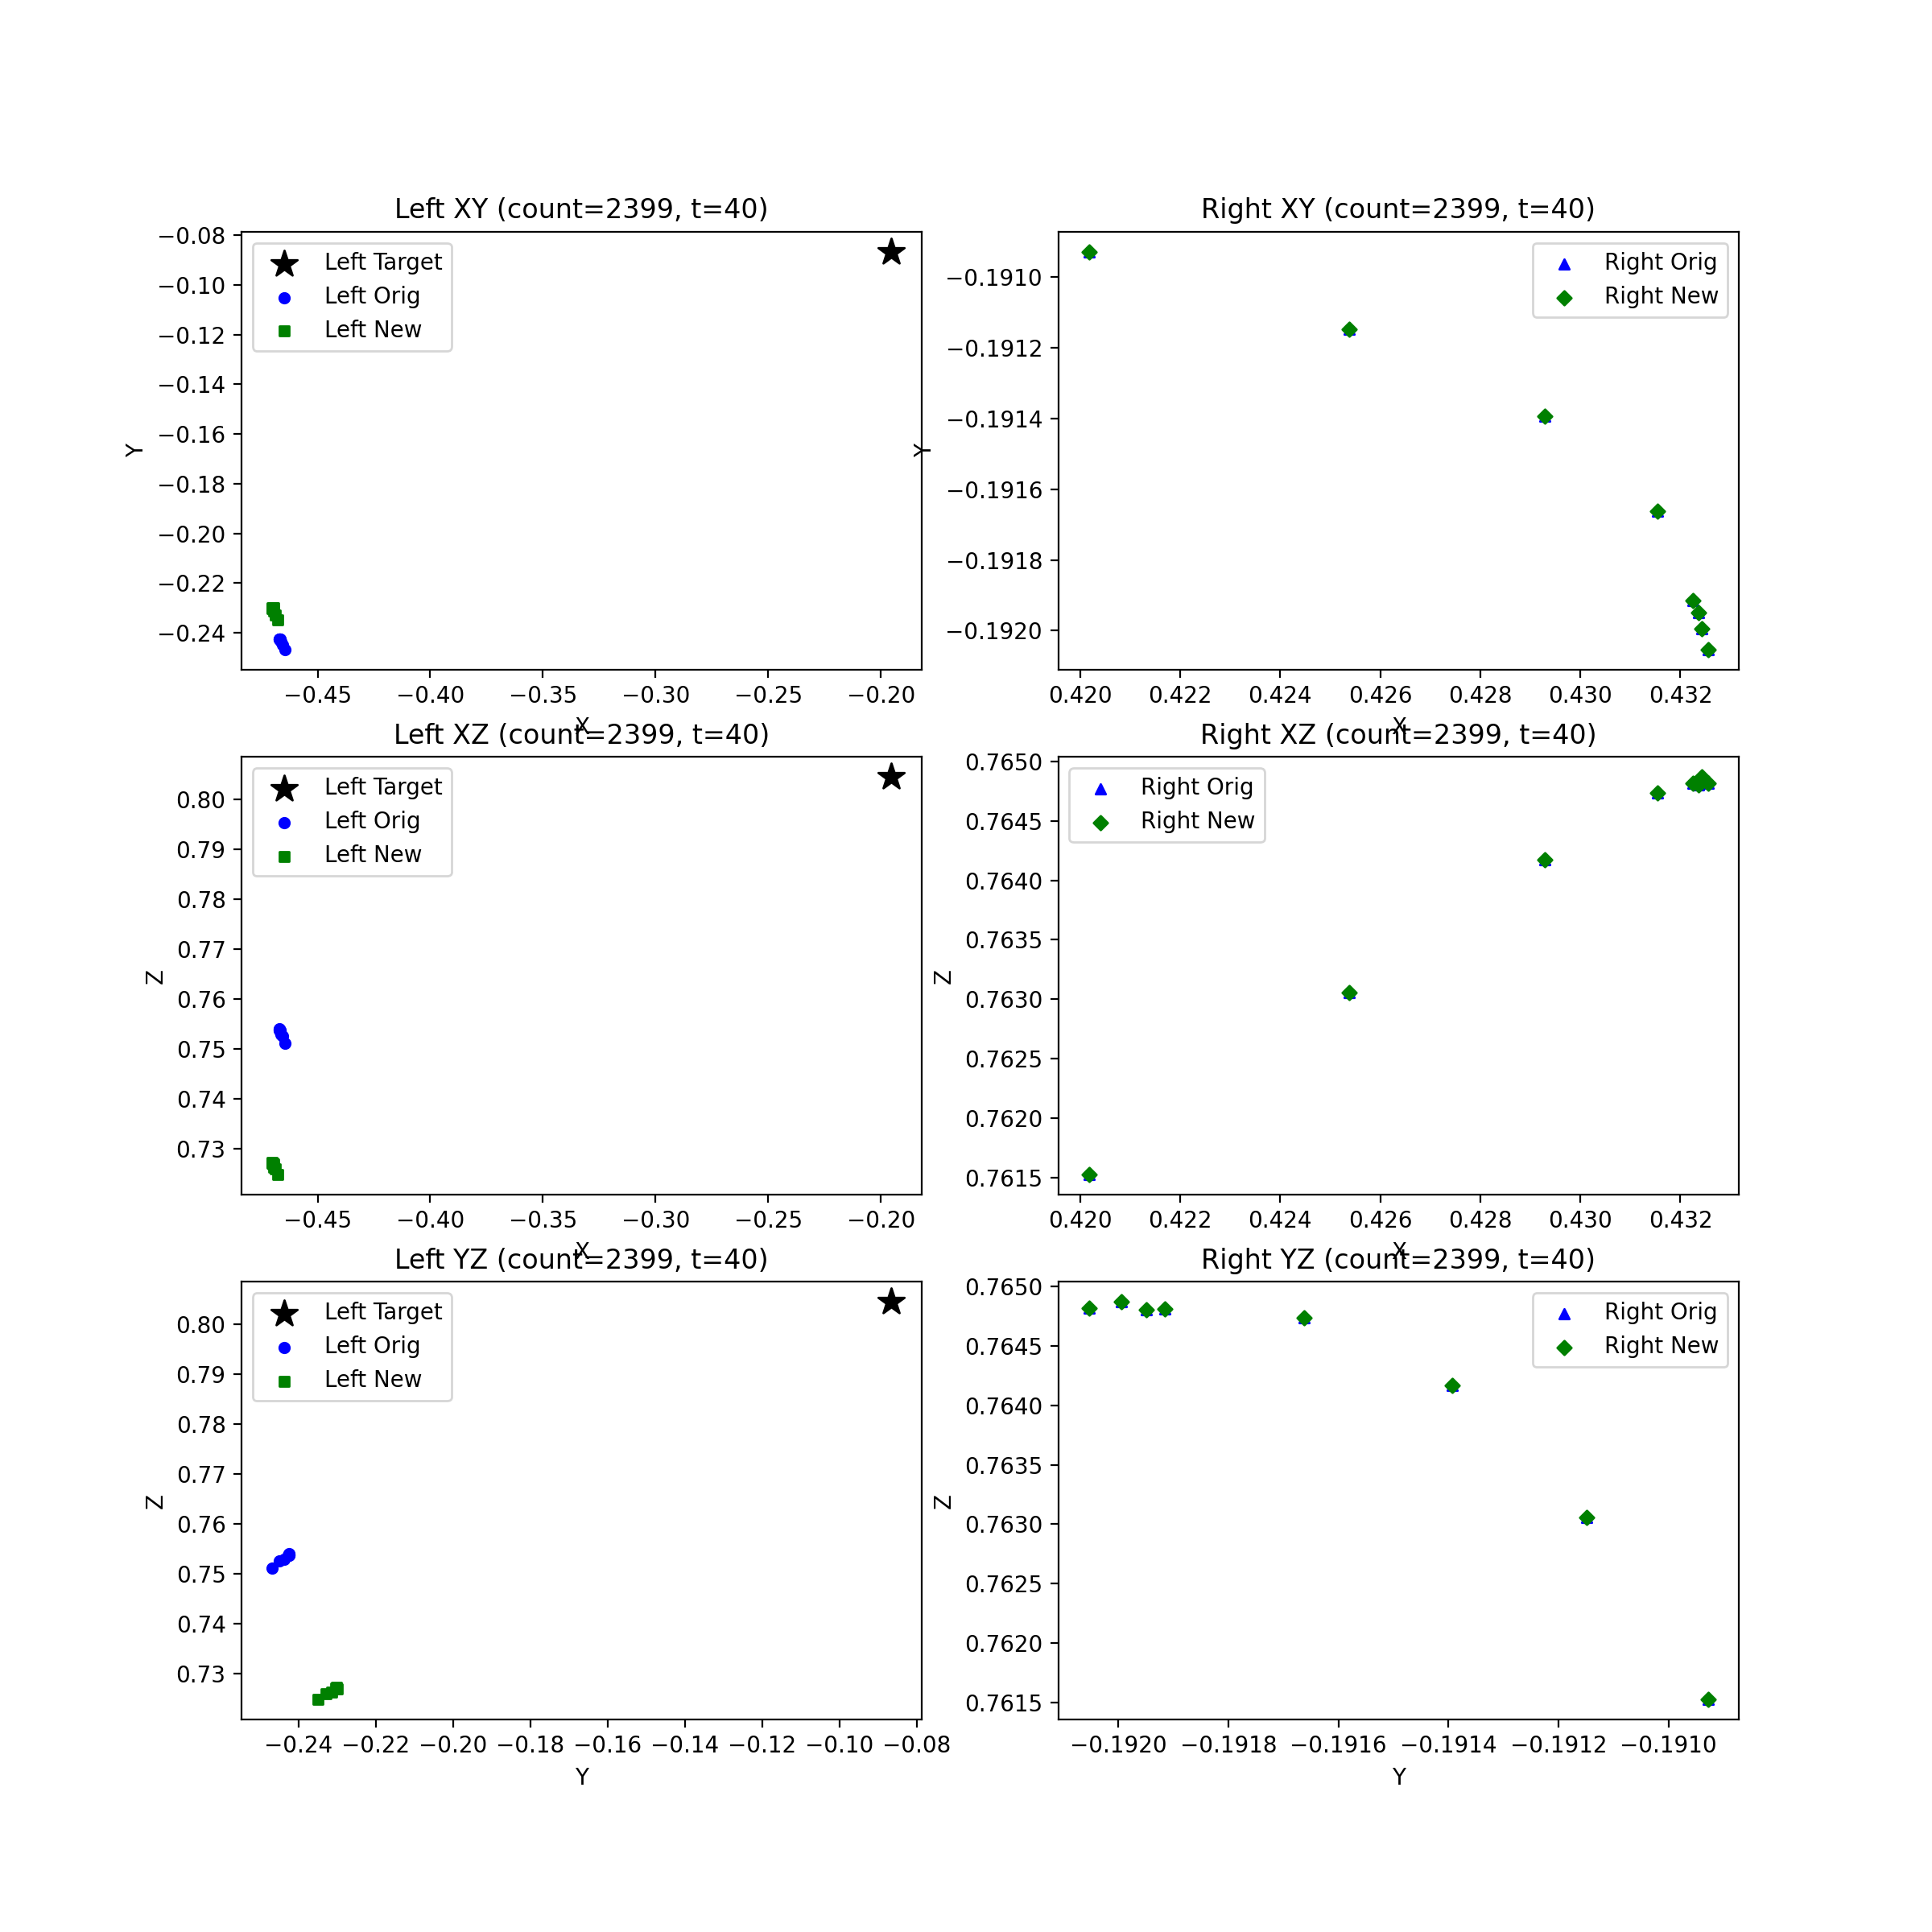 Left XY (count=2399, t=40)
Left Target
Left Orig
Left New
Y
−0.08
−0.10
−0.12
−0.14
−0.16
−0.18
−0.20
−0.22
−0.24
−0.45 −0.40 −0.35 −0.30 −0.25 −0.20
X
Right XY (count=2399, t=40)
Right Orig
Right New
Y
−0.1910
−0.1912
−0.1914
−0.1916
−0.1918
−0.1920
0.420 0.422 0.424 0.426 0.428 0.430 0.432
X
Left XZ (count=2399, t=40)
Left Target
Left Orig
Left New
Z
0.80
0.79
0.78
0.77
0.76
0.75
0.74
0.73
−0.45 −0.40 −0.35 −0.30 −0.25 −0.20
X
Right XZ (count=2399, t=40)
Right Orig
Right New
Z
0.7650
0.7645
0.7640
0.7635
0.7630
0.7625
0.7620
0.7615
0.420 0.422 0.424 0.426 0.428 0.430 0.432
X
Left YZ (count=2399, t=40)
Left Target
Left Orig
Left New
Z
0.80
0.79
0.78
0.77
0.76
0.75
0.74
0.73
−0.24 −0.22 −0.20 −0.18 −0.16 −0.14 −0.12 −0.10 −0.08
Y
Right YZ (count=2399, t=40)
Right Orig
Right New
Z
0.7650
0.7645
0.7640
0.7635
0.7630
0.7625
0.7620
0.7615
−0.1920 −0.1918 −0.1916 −0.1914 −0.1912 −0.1910
Y